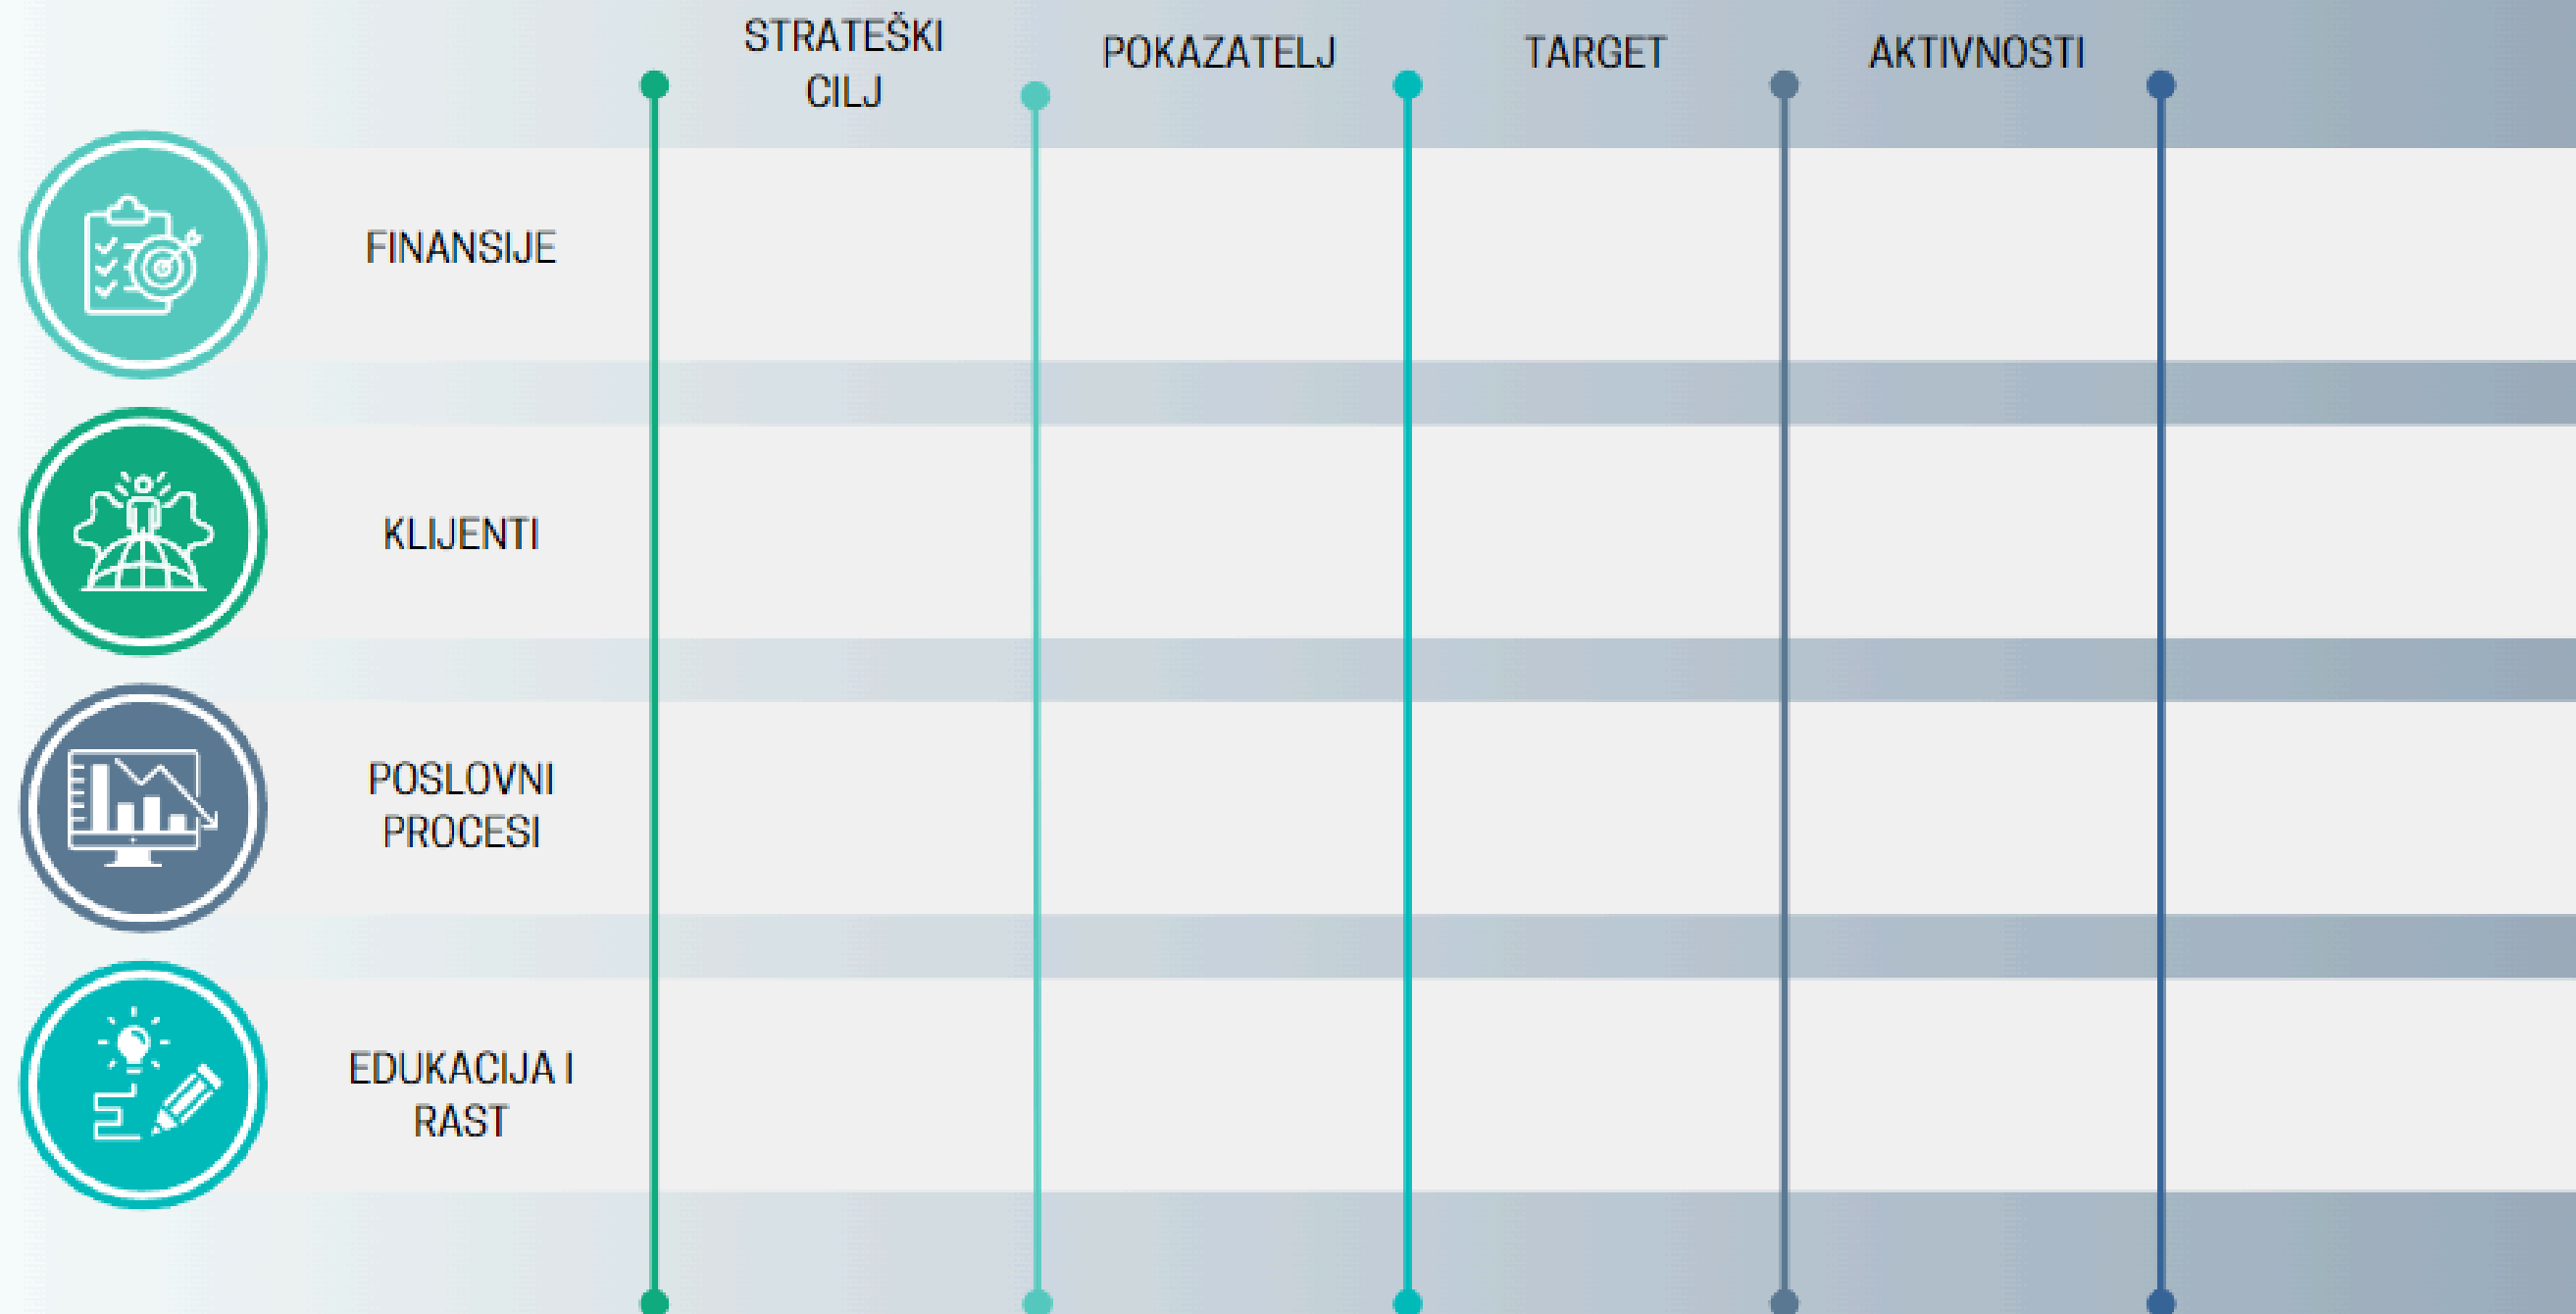 STRATEŠKI
CILJ
POKAZATELJ
TARGET
AKTIVNOSTI
FINANSIJE
KLIJENTI
POSLOVNI
PROCESI
EDUKACIJA I
RAST